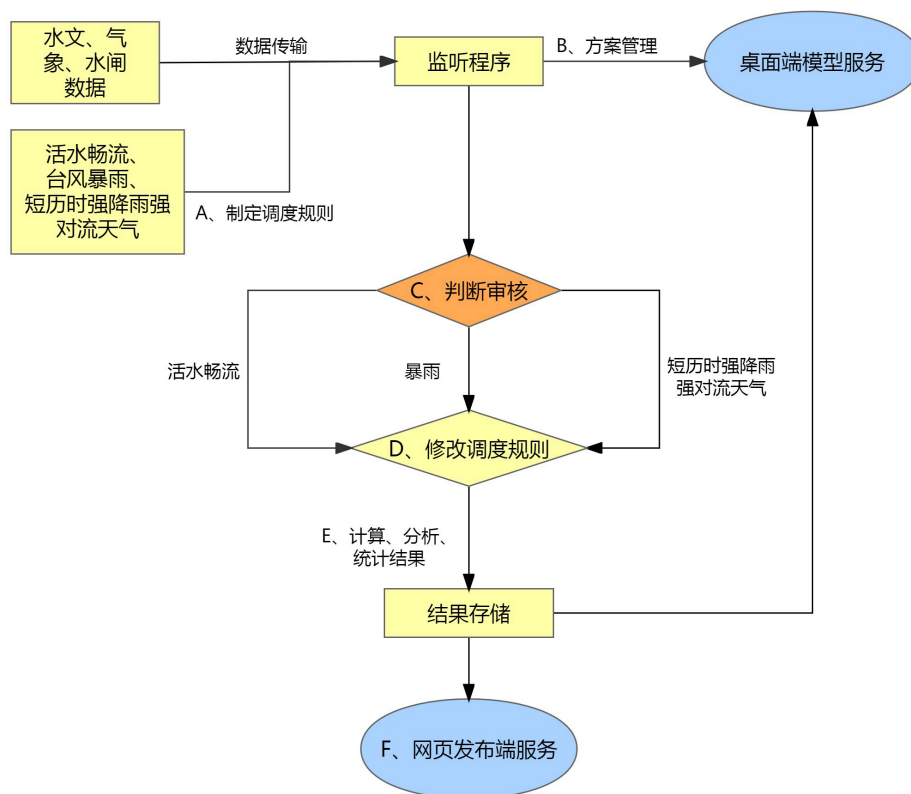 水文、气
象、水闸
数据
数据传输
监听程序
B、方案管理
桌面端模型服务
活水畅流、
台风暴雨、
短历时强降雨强
对流天气
A、制定调度规则
C、判断审核
活水畅流
暴雨
短历时强降雨
强对流天气
D、修改调度规则
E、计算、分析、
统计结果
结果存储
F、网页发布端服务